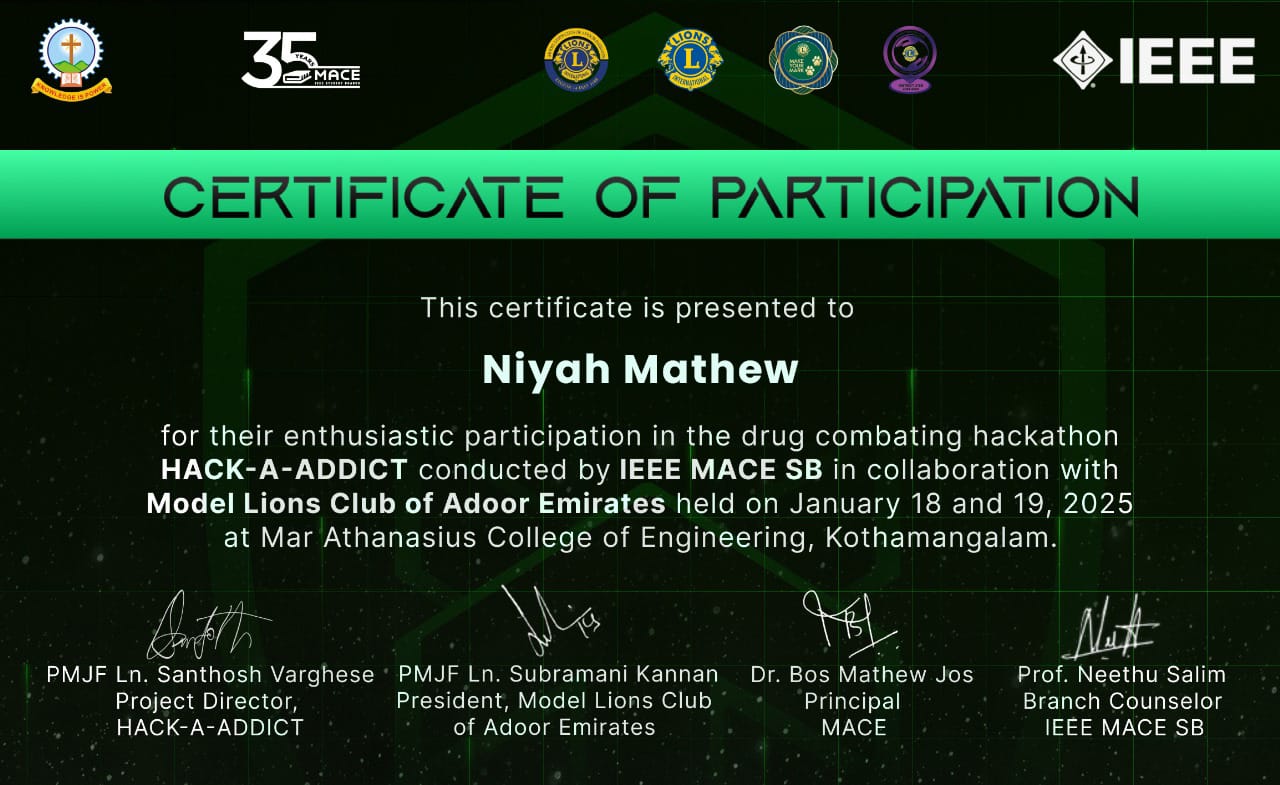 KNOWLEDGE IS POWER
35 YEARS MACE
IEEE STUDENT BRANCH
LIONS L INTERNATIONAL
LIONS L INTERNATIONAL
MAKE YOUR MARK
IEEE
CERTIFICATE OF PARTICIPATION
This certificate is presented to
Niyah Mathew
for their enthusiastic participation in the drug combating hackathon
HACK-A-ADDICT conducted by IEEE MACE SB in collaboration with
Model Lions Club of Adoor Emirates held on January 18 and 19, 2025
at Mar Athanasius College of Engineering, Kothamangalam.
PMJF Ln. Santhosh Varghese
Project Director,
HACK-A-ADDICT
PMJF Ln. Subramani Kannan
President, Model Lions Club
of Adoor Emirates
Dr. Bos Mathew Jos
Principal
MACE
Prof. Neethu Salim
Branch Counselor
IEEE MACE SB